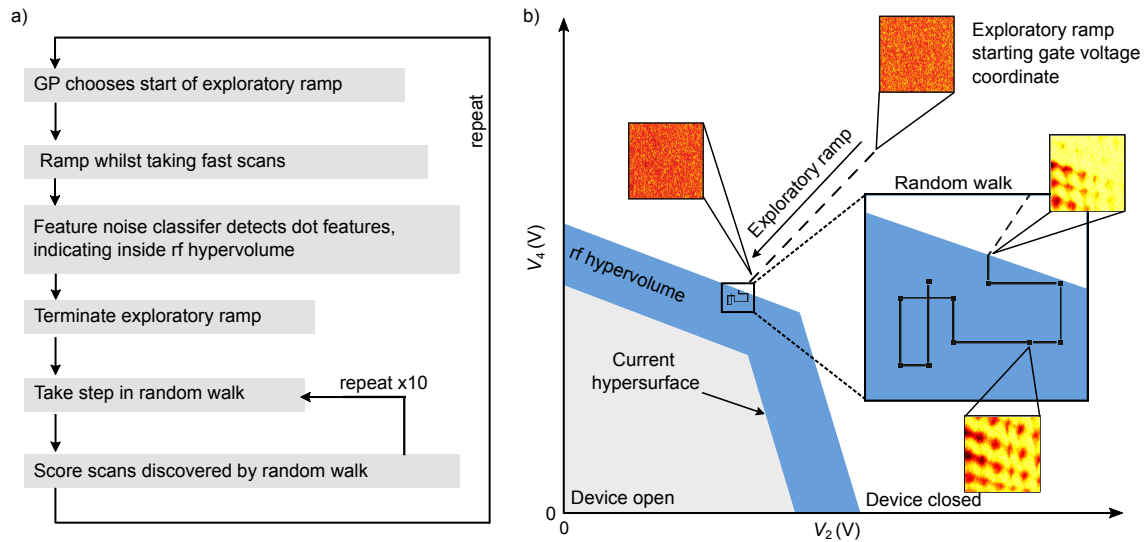 a)
GP chooses start of exploratory ramp
Ramp whilst taking fast scans
Feature noise classifer detects dot features,
indicating inside rf hypervolume
Terminate exploratory ramp
Take step in random walk
repeat x10
Score scans discovered by random walk
repeat
b)
Exploratory ramp
starting gate voltage
coordinate
Exploratory ramp
Random walk
V4 (V)
rf hypervolume
Current
hypersurface
Device open
Device closed
0
0
V2 (V)